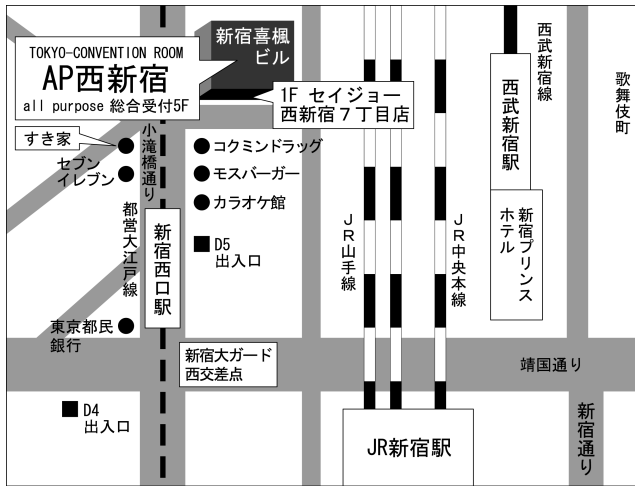 新宿喜楓
ビル
TOKYO-CONVENTION ROOM
AP西新宿
all purpose 総合受付5F
1F セイジョー
西新宿7丁目店
西武新宿線
西武新宿駅
歌舞伎町
すき家
セブン
イレブン
小滝橋通り
コクミンドラッグ
モスバーガー
カラオケ館
D5
出入口
都営大江戸線
新宿西口駅
JR山手線
JR中央本線
新宿プリンス
ホテル
東京都民
銀行
新宿大ガード
西交差点
靖国通り
D4
出入口
JR新宿駅
新宿通り